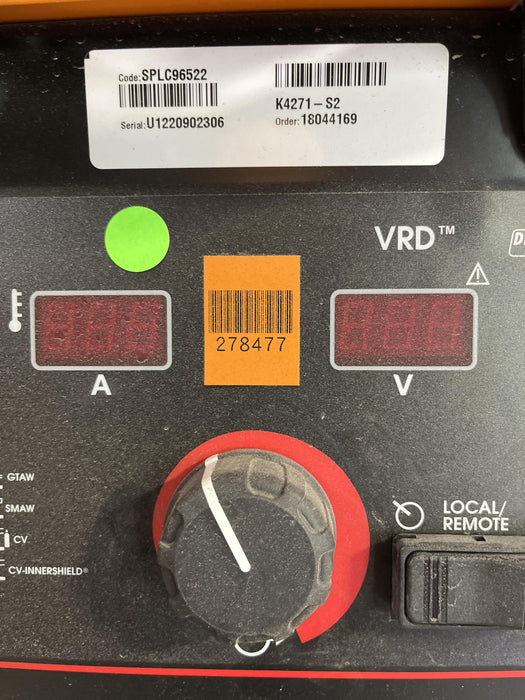 Code: SPLC96522
K4271-S2
Serial: U1220902306
Order: 18044169
VRD™
278477
A
V
GTAW
SMAW
CV
CV-INNERSHIELD®
LOCAL/
REMOTE